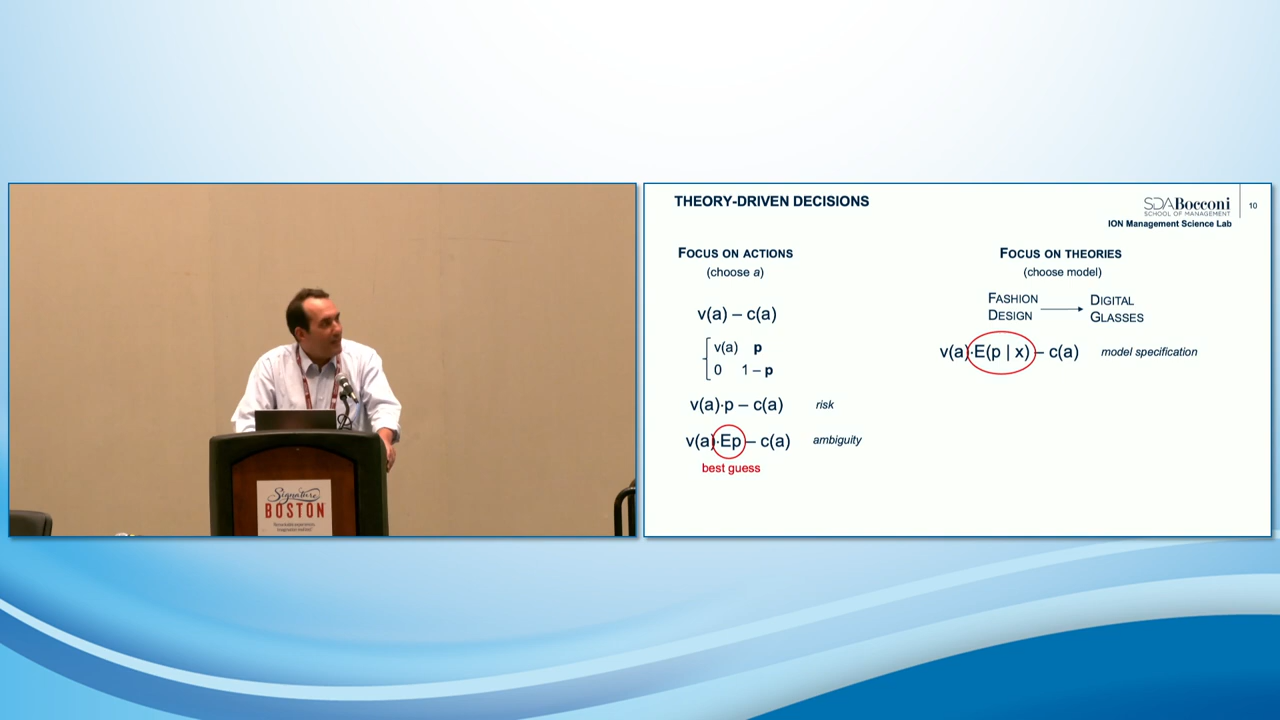 Signature
BOSTON
THEORY-DRIVEN DECISIONS
SDA Bocconi
SCHOOL OF MANAGEMENT
ION Management Science Lab
10
FOCUS ON ACTIONS
(choose a)
v(a) – c(a)
v(a) p
0 1 – p
v(a)·p – c(a) risk
v(a)·Ep – c(a) ambiguity
best guess
FOCUS ON THEORIES
(choose model)
FASHION
DESIGN
DIGITAL
GLASSES
v(a)·E(p | x) – c(a) model specification